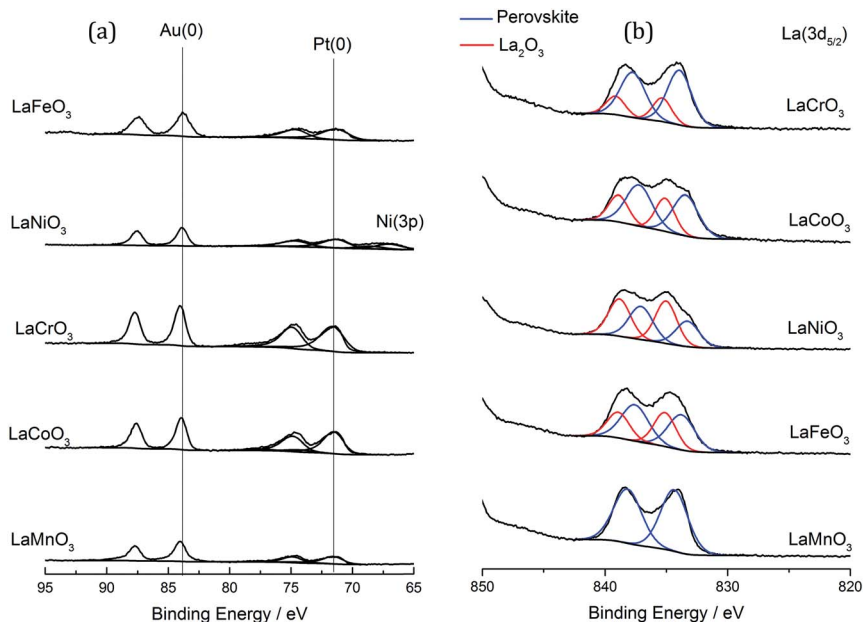 (a)
Au(0)
Pt(0)
LaFeO₃
LaNiO₃
Ni(3p)
LaCrO₃
LaCoO₃
LaMnO₃
95 90 85 80 75 70 65
Binding Energy / eV
Perovskite
La₂O₃
(b)
La(3d₅/₂)
LaCrO₃
LaCoO₃
LaNiO₃
LaFeO₃
LaMnO₃
850 840 830 820
Binding Energy / eV